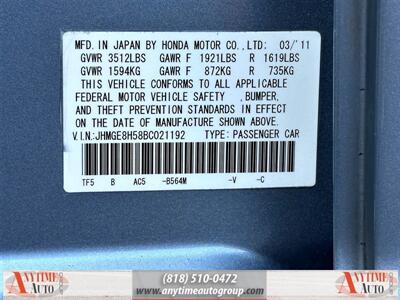 MFD. IN JAPAN BY HONDA MOTOR CO.,LTD: 03/'11
GVWR 3512LBS GAWR F 1921LBS R 1619LBS
GVWR 1594KG GAWR F 872KG R 735KG
THIS VEHICLE CONFORMS TO ALL APPLICABLE
FEDERAL MOTOR VEHICLE SAFETY ,BUMPER,
AND THEFT PREVENTION STANDARDS IN EFFECT
ON THE DATE OF MANUFACTURE SHOWN ABOVE.
V.I.N.:JHMGE8H58BC021192 TYPE: PASSENGER CAR
TF5 B AC5 -B564M -V -C
ANYTIME AUTO
(818) 510-0472
www.anytimeautogroup.com
ANYTIME AUTO